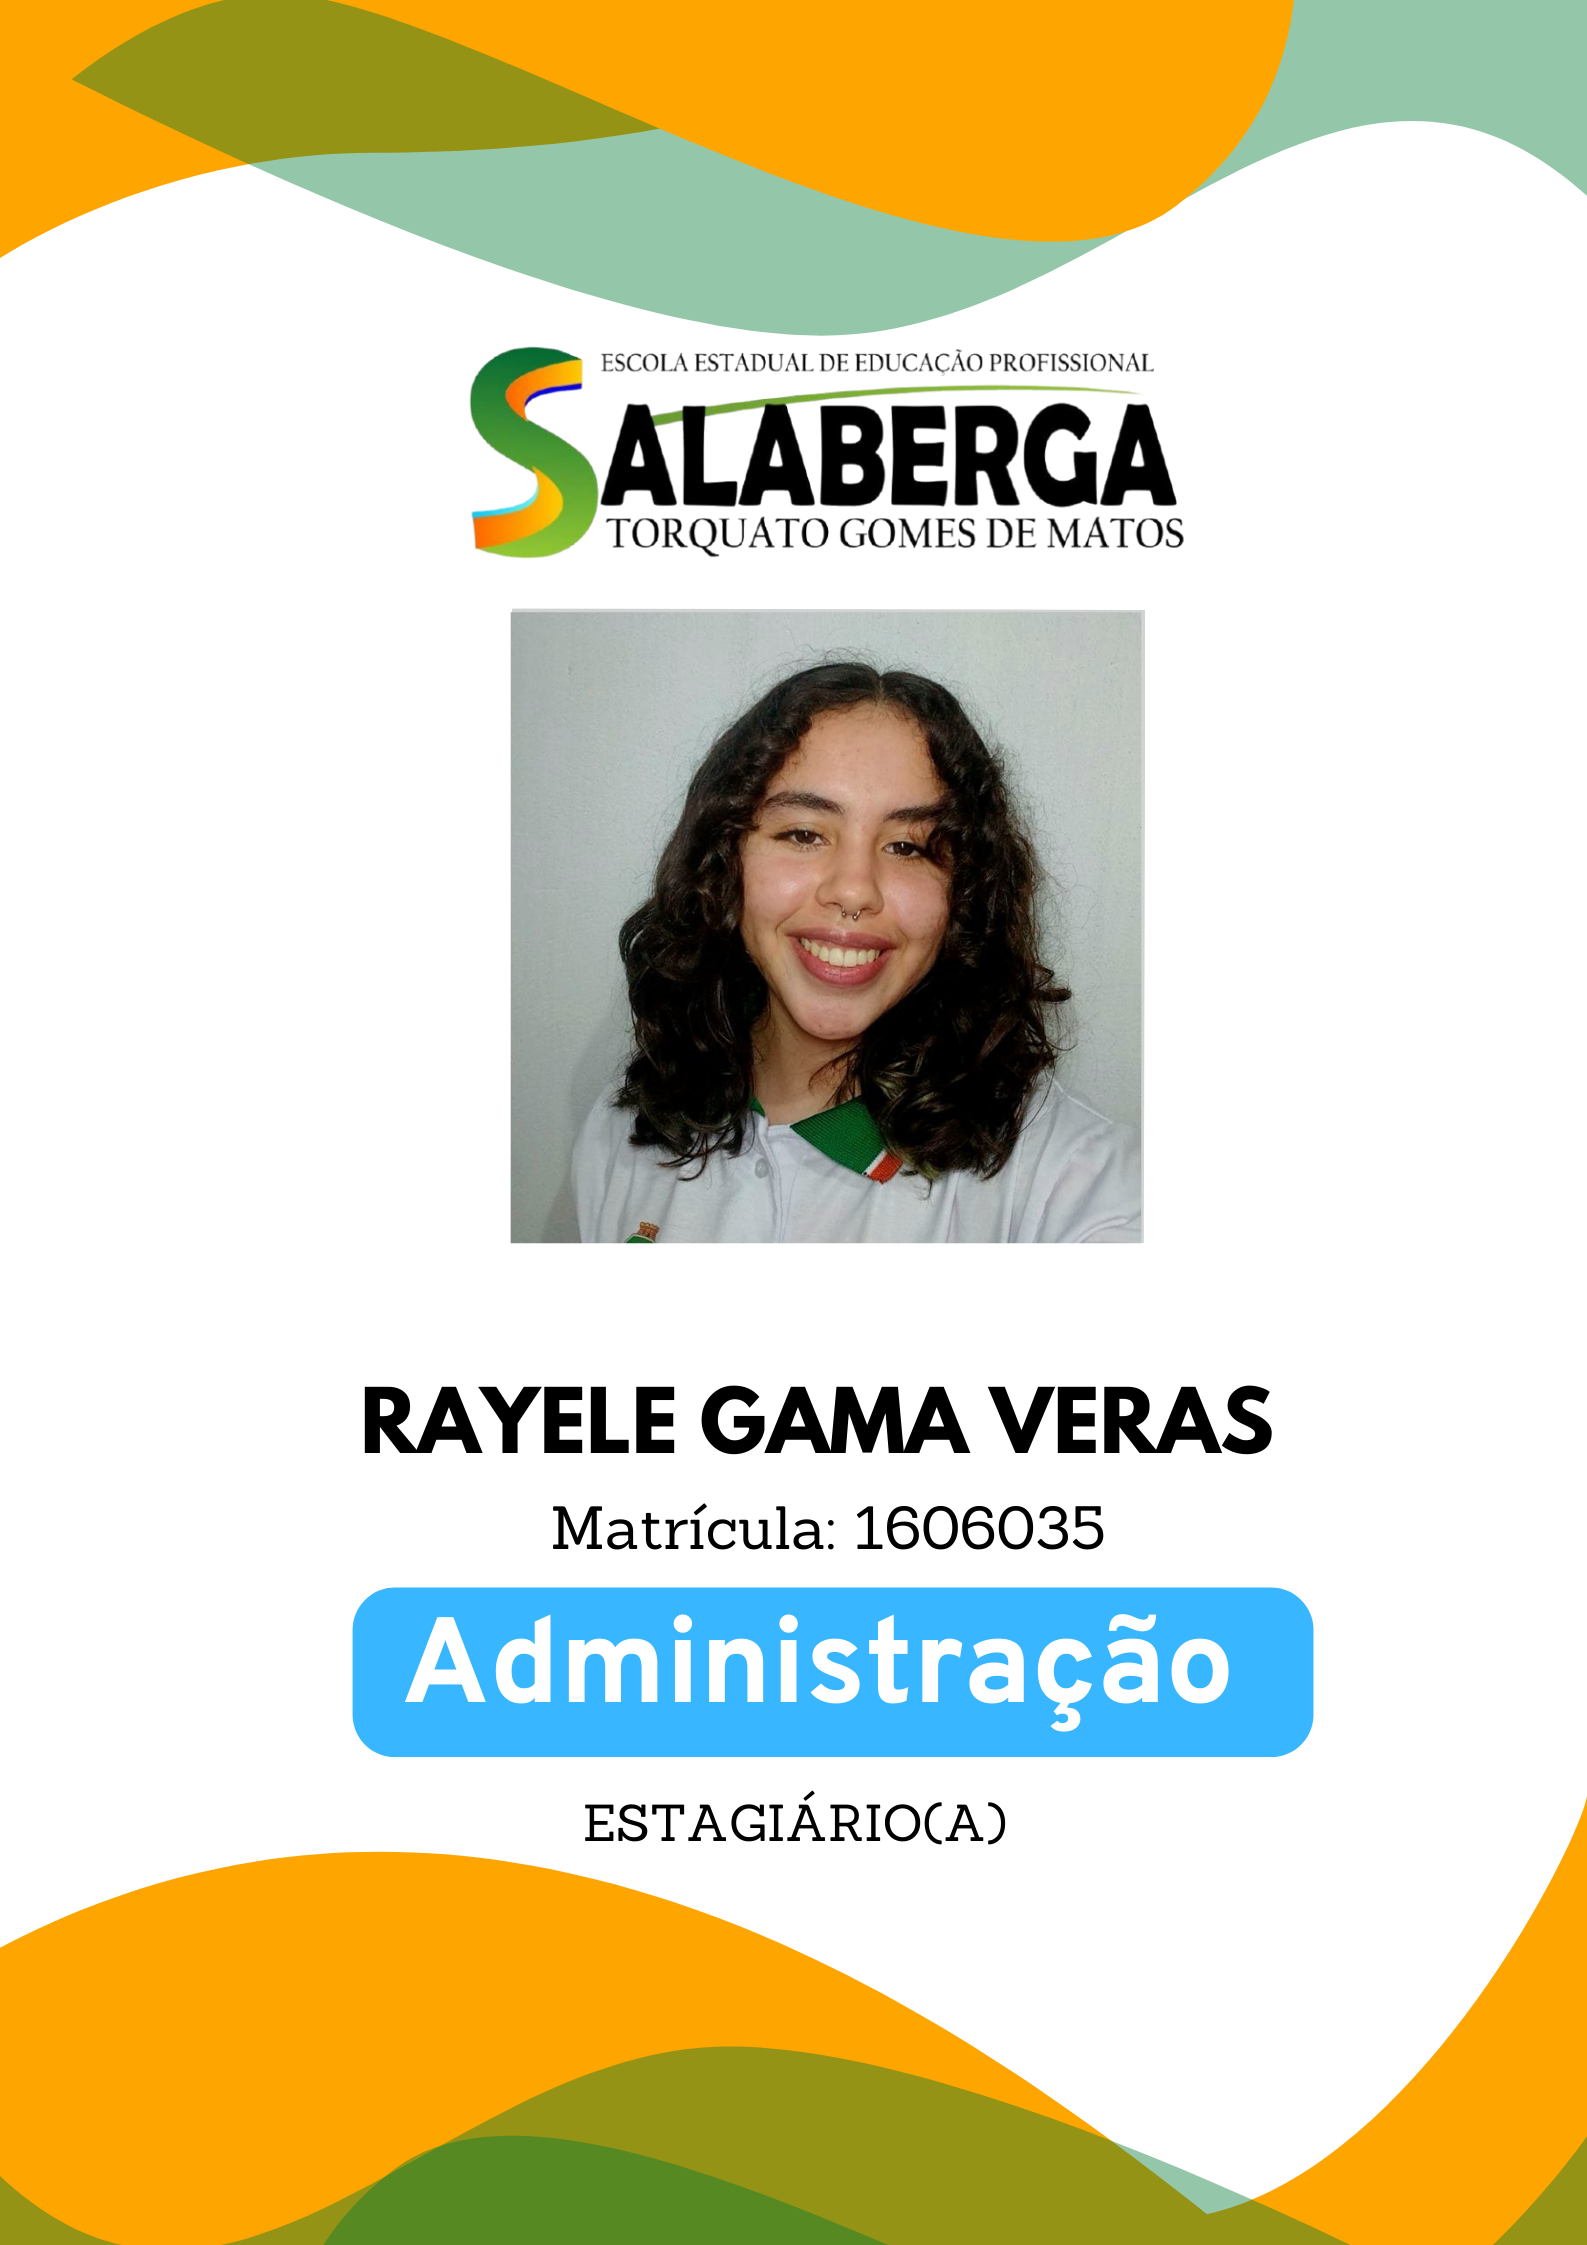 ESCOLA ESTADUAL DE EDUCAÇÃO PROFISSIONAL
SALABERGA
TORQUATO GOMES DE MATOS
RAYELE GAMA VERAS
Matrícula: 1606035
Administração
ESTAGIÁRIO(A)